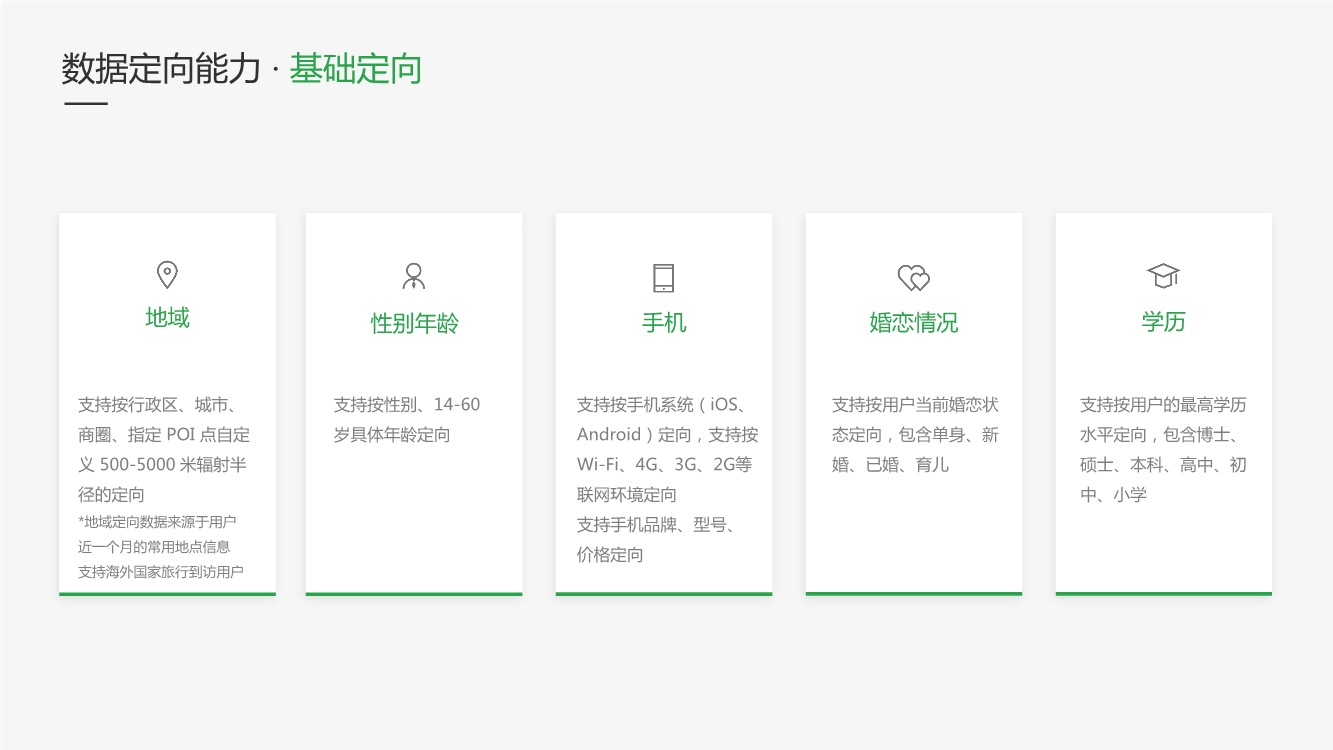 数据定向能力 · 基础定向
地域
支持按行政区、城市、
商圈、指定 POI 点自定
义 500-5000 米辐射半
径的定向
*地域定向数据来源于用户
近一个月的常用地点信息
支持海外国家旅行到访用户
性别年龄
支持按性别、14-60
岁具体年龄定向
手机
支持按手机系统（iOS、
Android）定向，支持按
Wi-Fi、4G、3G、2G等
联网环境定向
支持手机品牌、型号、
价格定向
婚恋情况
支持按用户当前婚恋状
态定向，包含单身、新
婚、已婚、育儿
学历
支持按用户的最高学历
水平定向，包含博士、
硕士、本科、高中、初
中、小学